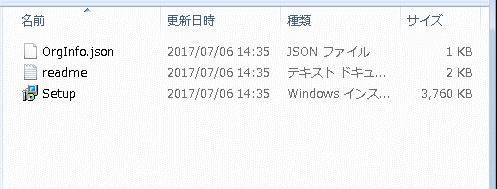 名前 更新日時 種類 サイズ
OrgInfo.json 2017/07/06 14:35 JSON ファイル 1 KB
readme 2017/07/06 14:35 テキスト ドキュ... 2 KB
Setup 2017/07/06 14:35 Windows インス... 3,760 KB